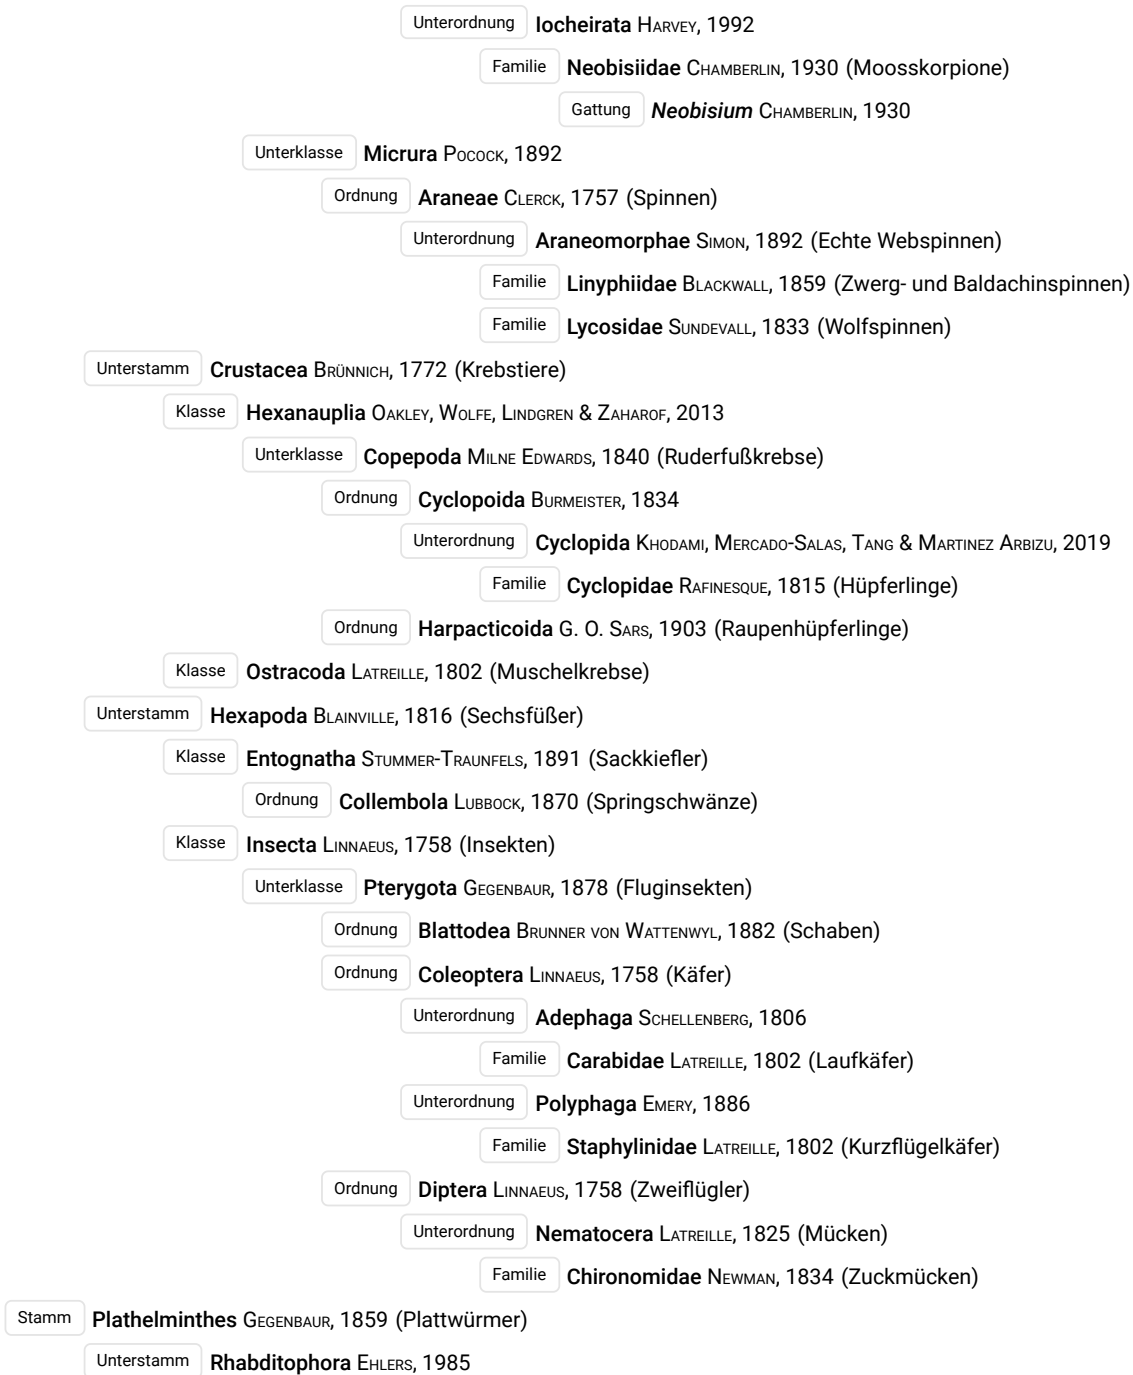 Unterordnung Iocheirata Harvey, 1992
Familie Neobisiidae Chamberlin, 1930 (Moosskorpione)
Gattung Neobisium Chamberlin, 1930
Unterklasse Micrura Pocock, 1892
Ordnung Araneae Clerck, 1757 (Spinnen)
Unterordnung Araneomorphae Simon, 1892 (Echte Webspinnen)
Familie Linyphiidae Blackwall, 1859 (Zwerg- und Baldachinspinnen)
Familie Lycosidae Sundevall, 1833 (Wolfspinnen)
Unterstamm Crustacea Brünnich, 1772 (Krebstiere)
Klasse Hexanauplia Oakley, Wolfe, Lindgren & Zaharof, 2013
Unterklasse Copepoda Milne Edwards, 1840 (Ruderfußkrebse)
Ordnung Cyclopoida Burmeister, 1834
Unterordnung Cyclopida Khodami, Mercado-Salas, Tang & Martinez Arbizu, 2019
Familie Cyclopidae Rafinesque, 1815 (Hüpferlinge)
Ordnung Harpacticoida G. O. Sars, 1903 (Raupenhüpferlinge)
Klasse Ostracoda Latreille, 1802 (Muschelkrebse)
Unterstamm Hexapoda Blainville, 1816 (Sechsfüßer)
Klasse Entognatha Stummer-Traunfels, 1891 (Sackkiefler)
Ordnung Collembola Lubbock, 1870 (Springschwänze)
Klasse Insecta Linnaeus, 1758 (Insekten)
Unterklasse Pterygota Gegenbaur, 1878 (Fluginsekten)
Ordnung Blattodea Brunner von Wattenwyl, 1882 (Schaben)
Ordnung Coleoptera Linnaeus, 1758 (Käfer)
Unterordnung Adephaga Schellenberg, 1806
Familie Carabidae Latreille, 1802 (Laufkäfer)
Unterordnung Polyphaga Emery, 1886
Familie Staphylinidae Latreille, 1802 (Kurzflügelkäfer)
Ordnung Diptera Linnaeus, 1758 (Zweiflügler)
Unterordnung Nematocera Latreille, 1825 (Mücken)
Familie Chironomidae Newman, 1834 (Zuckmücken)
Stamm Plathelminthes Gegenbaur, 1859 (Plattwürmer)
Unterstamm Rhabditophora Ehlers, 1985